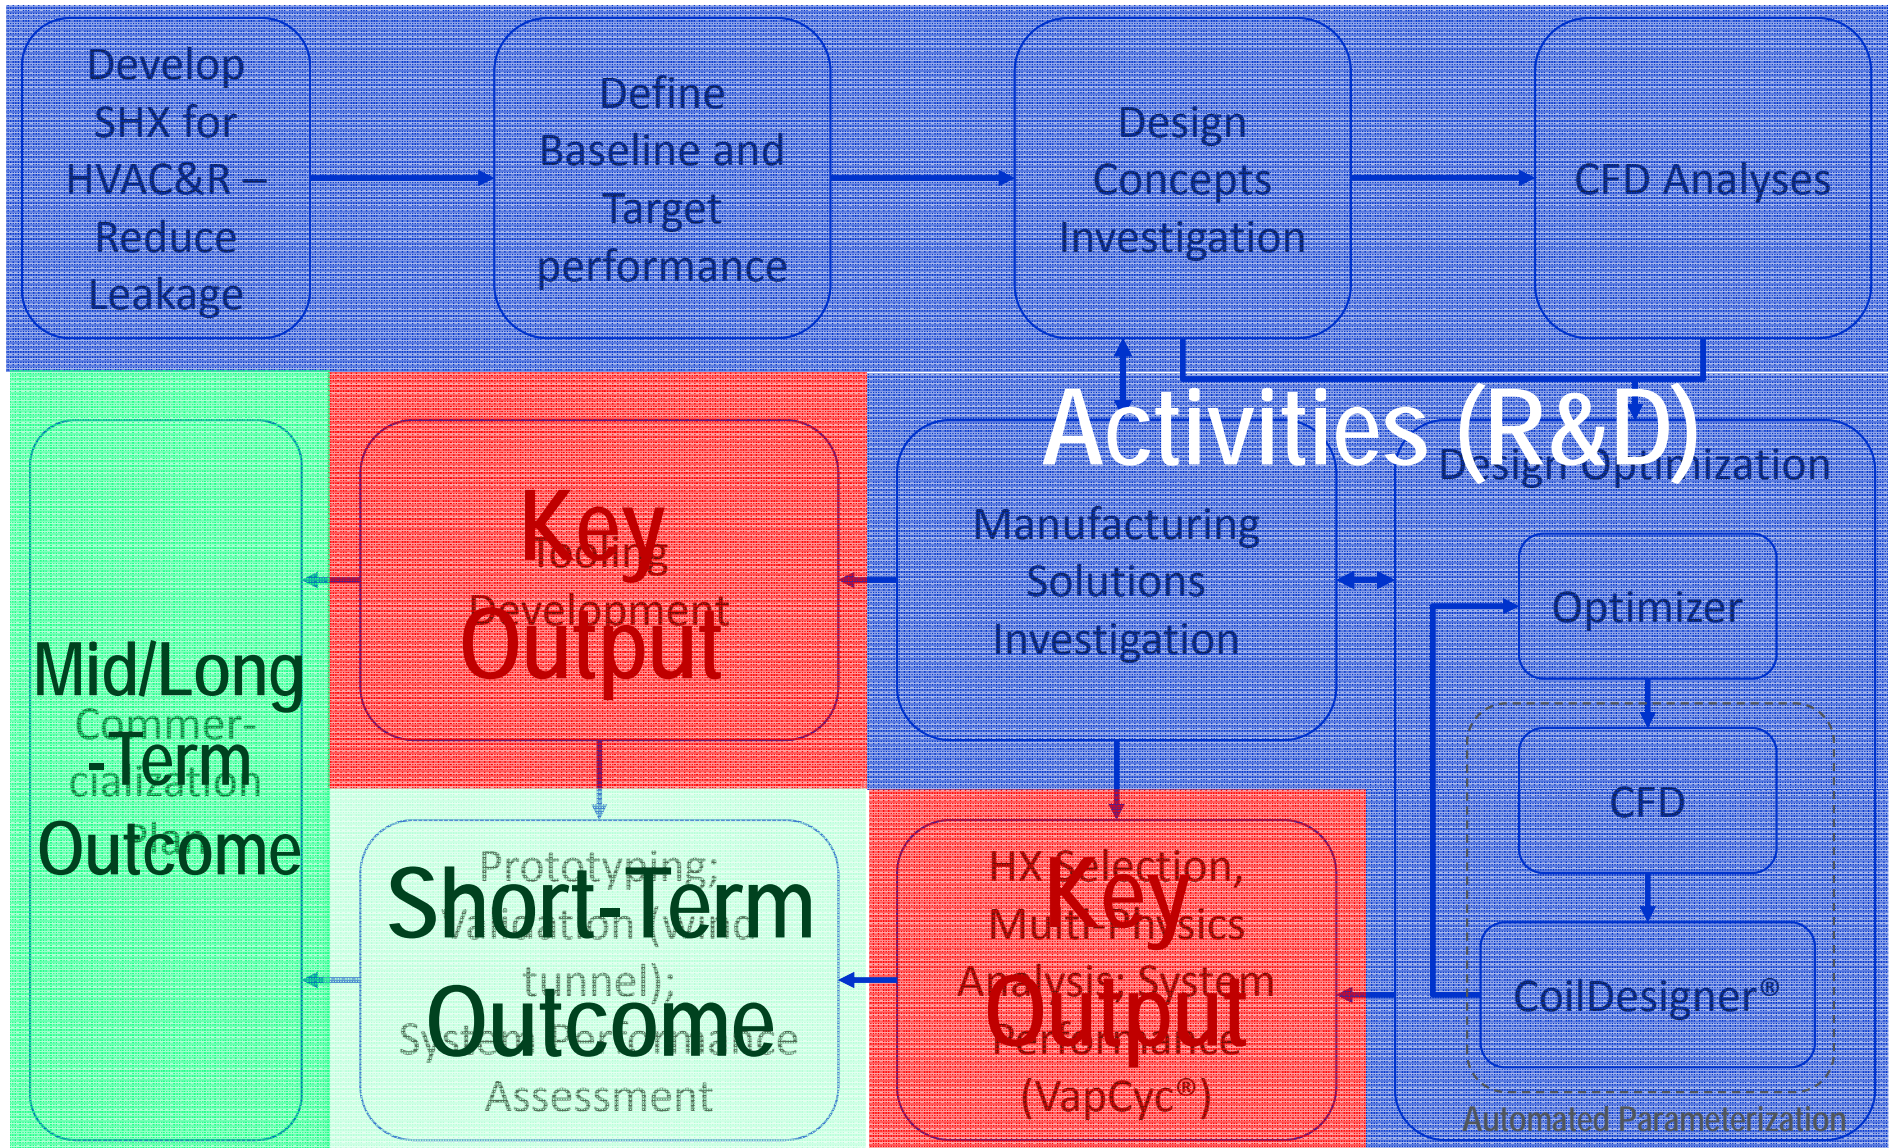 Develop
SHX for
HVAC&R –
Reduce
Leakage
Define
Baseline and
Target
performance
Design
Concepts
Investigation
CFD Analyses
Activities (R&D)
Mid/Long
-Term
Outcome
Commer-
cialization
Plan
Key
Output
Tooling
Development
Manufacturing
Solutions
Investigation
Design Optimization
Optimizer
CFD
CoilDesigner®
Automated Parameterization
Short-Term
Outcome
Prototyping;
Validation (wind
tunnel);
System Performance
Assessment
Key
Output
HX Selection,
Multi-Physics
Analysis; System
Performance
(VapCyc®)